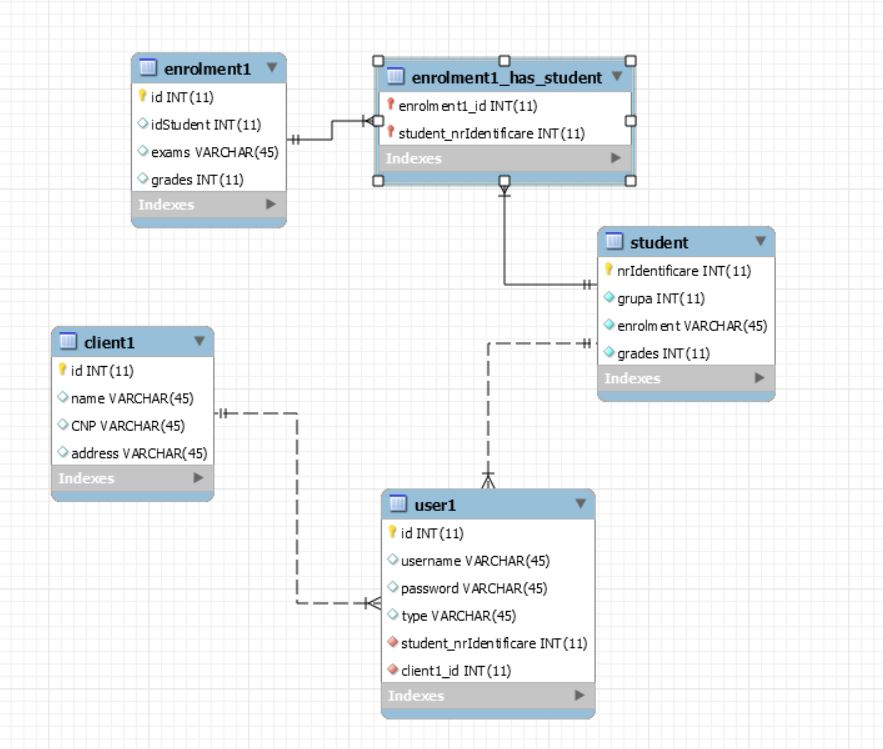 enrolment1
id INT(11)
idStudent INT(11)
exams VARCHAR(45)
grades INT(11)
Indexes
enrolment1_has_student
enrolment1_id INT(11)
student_nrIdentificare INT(11)
Indexes
student
nrIdentificare INT(11)
grupa INT(11)
enrolment VARCHAR(45)
grades INT(11)
Indexes
client1
id INT(11)
name VARCHAR(45)
CNP VARCHAR(45)
address VARCHAR(45)
Indexes
user1
id INT(11)
username VARCHAR(45)
password VARCHAR(45)
type VARCHAR(45)
student_nrIdentificare INT(11)
client1_id INT(11)
Indexes